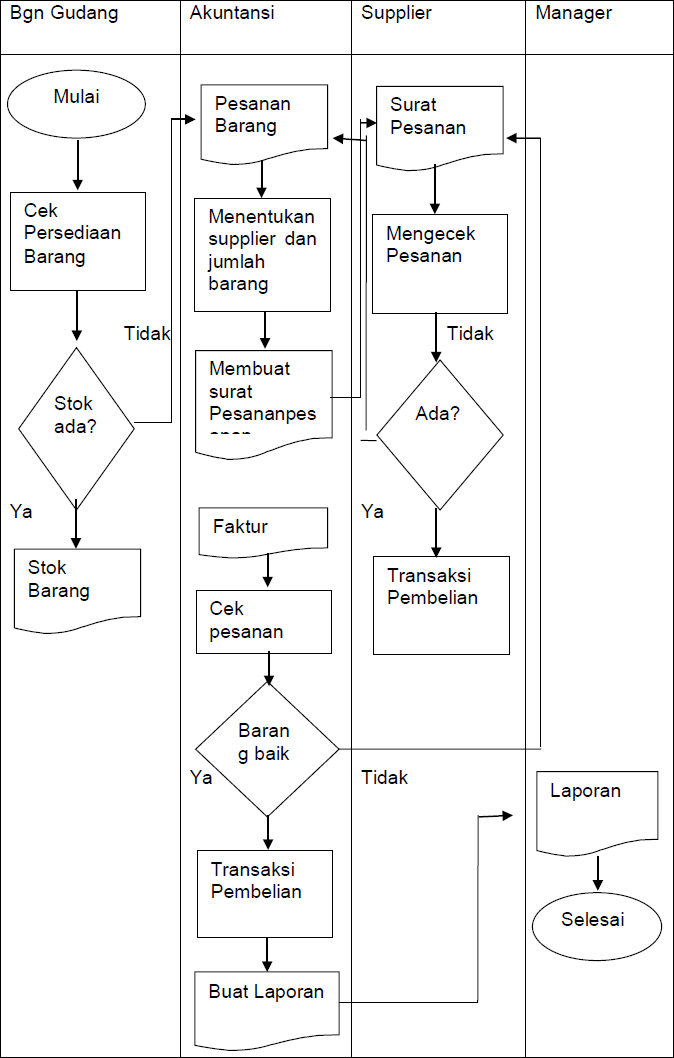 Bgn Gudang
Akuntansi
Supplier
Manager
Mulai
Cek
Persediaan
Barang
Tidak
Stok
ada?
Ya
Stok
Barang
Pesanan
Barang
Menentukan
supplier dan
jumlah
barang
Membuat
surat
Pesananpes
Faktur
Cek
pesanan
Baran
g baik
Ya
Transaksi
Pembelian
Buat Laporan
Surat
Pesanan
Mengecek
Pesanan
Tidak
Ada?
Ya
Transaksi
Pembelian
Tidak
Laporan
Selesai